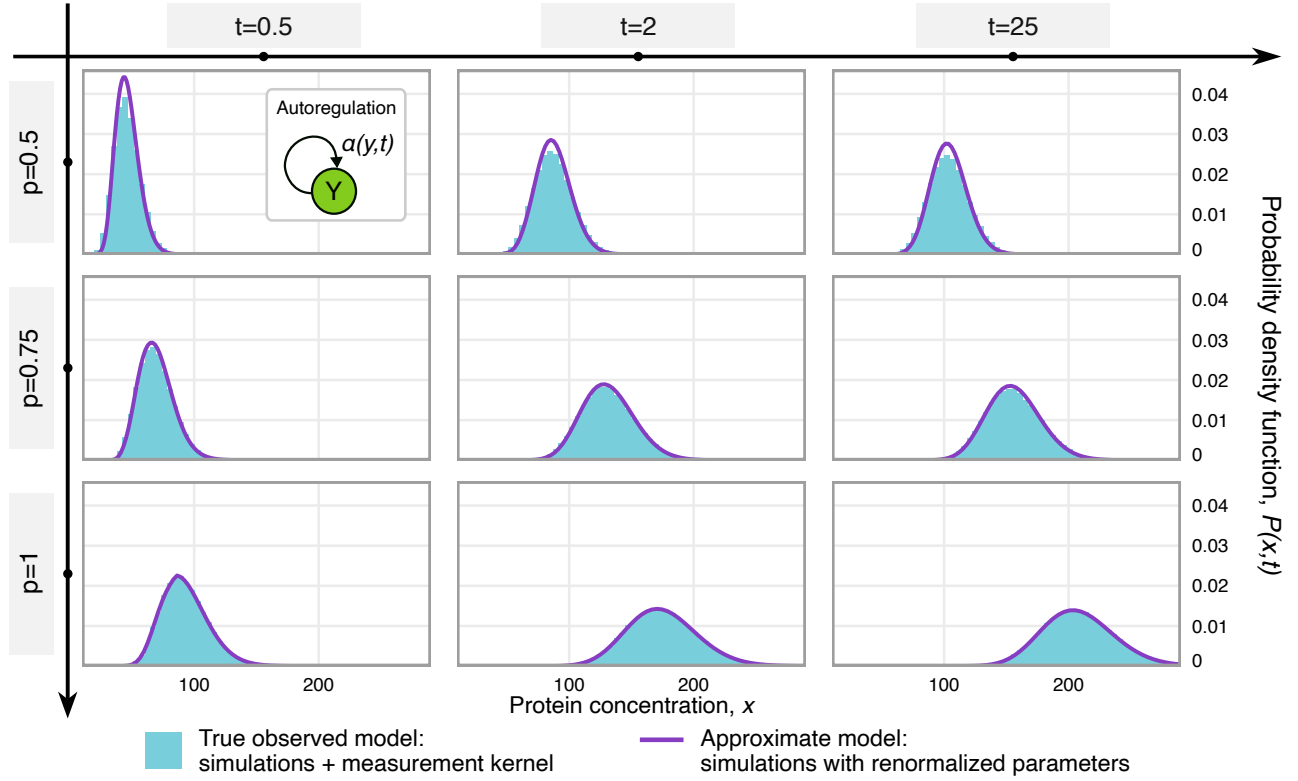 t=0.5
t=2
t=25
p=0.5
Autoregulation
α(y,t)
Y
0.04
0.03
0.02
0.01
0
p=0.75
0.04
0.03
0.02
0.01
0
p=1
0.04
0.03
0.02
0.01
0
Probability density function, P(x,t)
100
200
100
200
100
200
Protein concentration, x
True observed model:
simulations + measurement kernel
Approximate model:
simulations with renormalized parameters